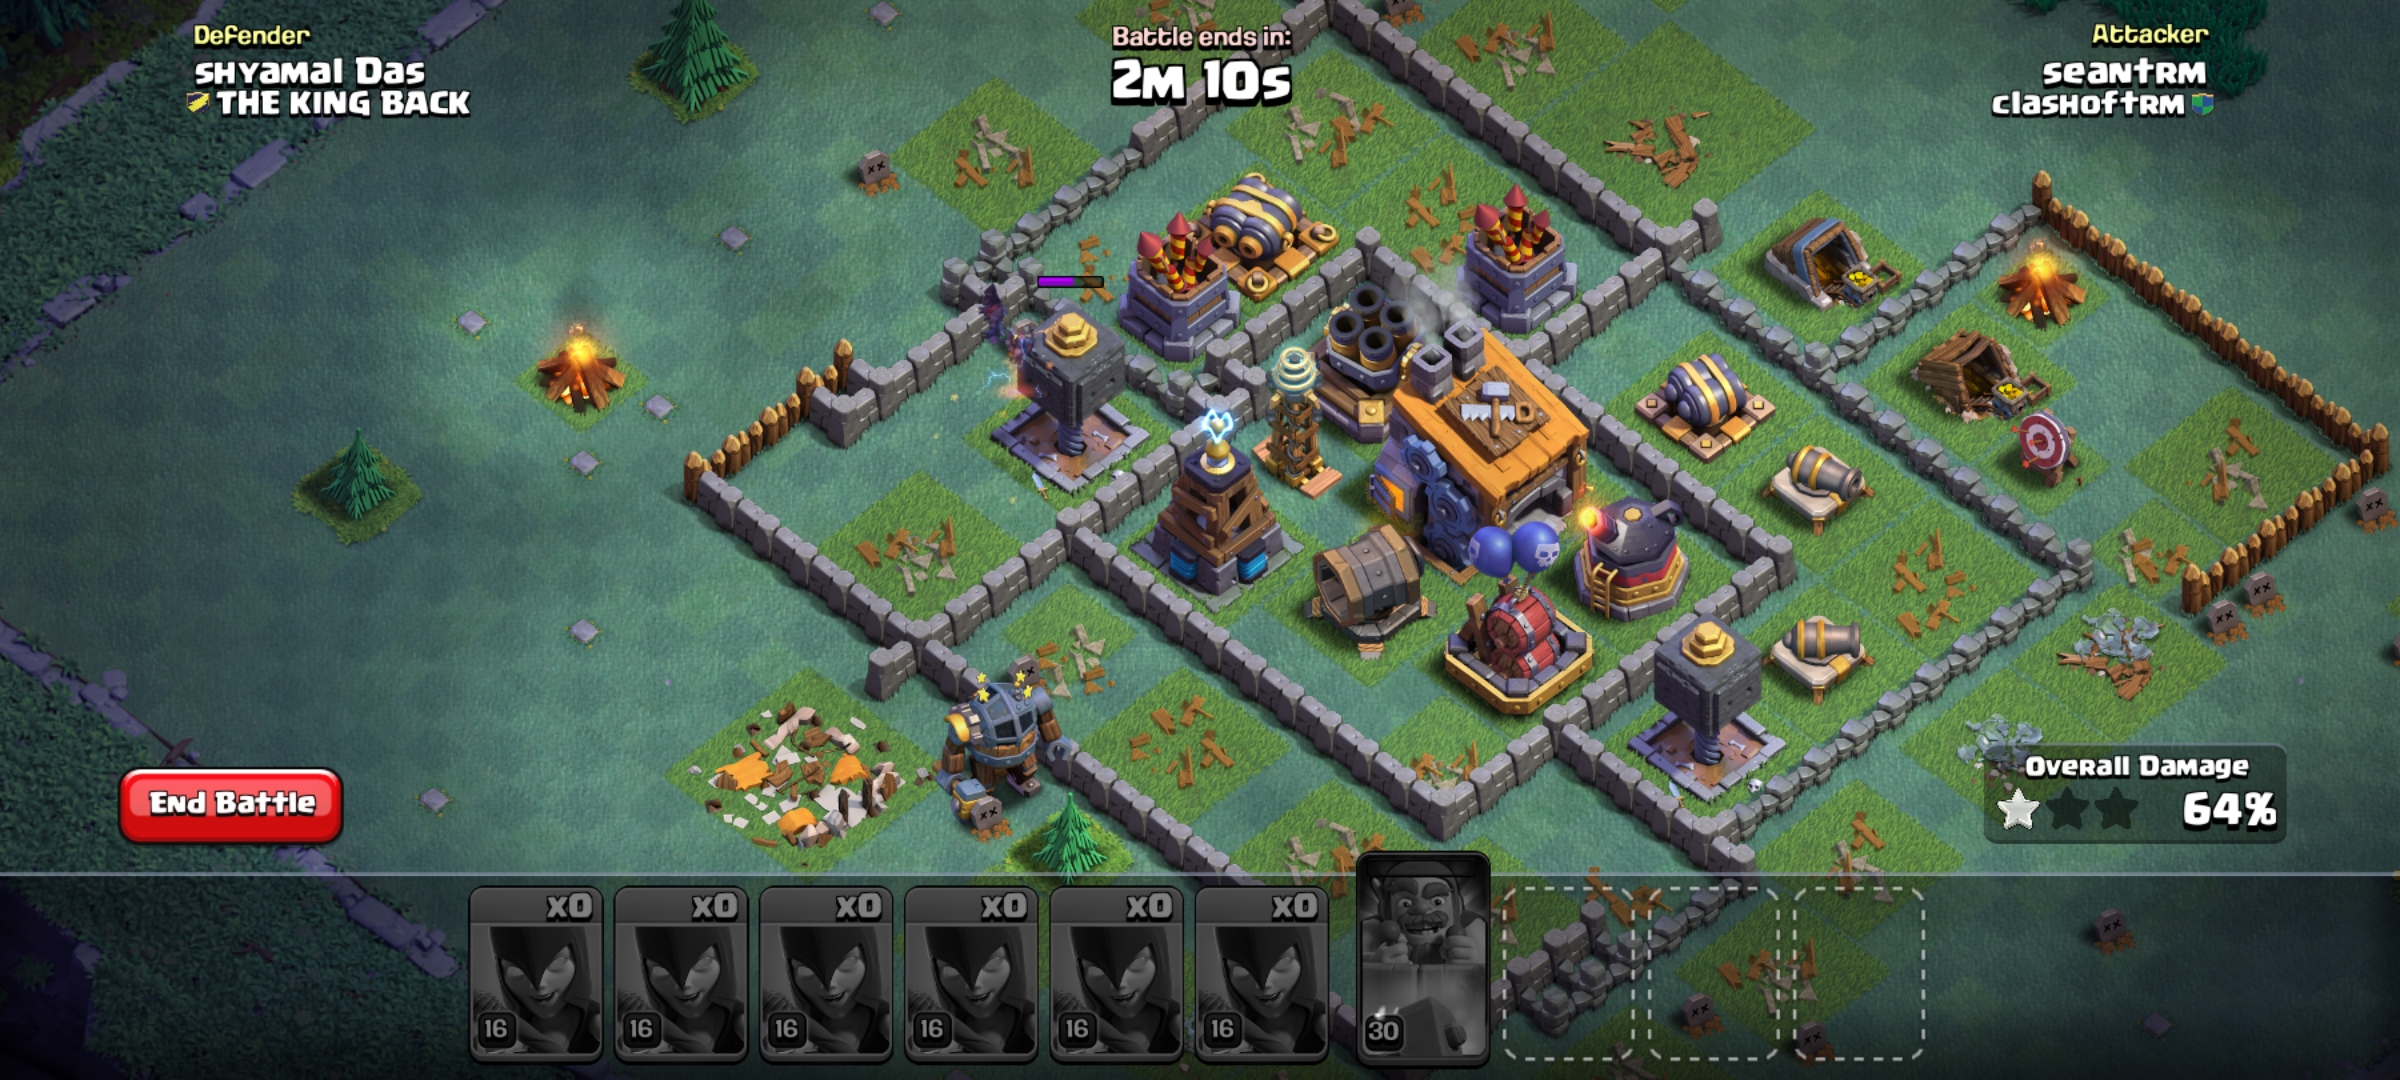 Defender
shyamal Das
THE KING BACK
Battle ends in:
2m 10s
Attacker
seantrm
clashoftrm
End Battle
Overall Damage
64%
x0
x0
x0
x0
x0
x0
16
16
16
16
16
16
30